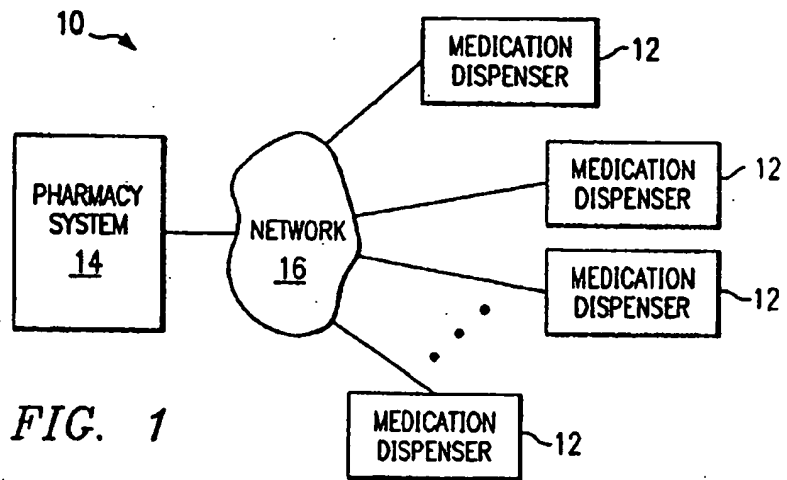 10
MEDICATION
DISPENSER
12
MEDICATION
DISPENSER
12
PHARMACY
SYSTEM
14
NETWORK
16
MEDICATION
DISPENSER
12
FIG. 1
MEDICATION
DISPENSER
12